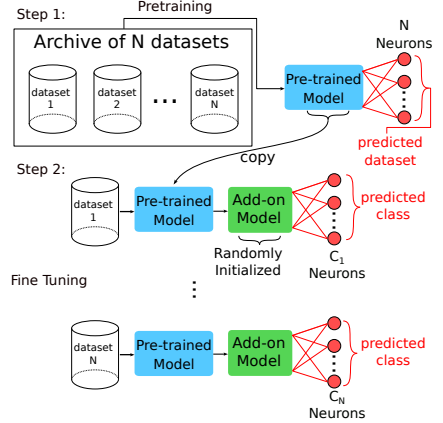 Step 1:
Pretraining
Archive of N datasets
dataset
1
dataset
2
...
dataset
N
Pre-trained
Model
N
Neurons
predicted
dataset
copy
Step 2:
dataset
1
Pre-trained
Model
Add-on
Model
Randomly
Initialized
C1
Neurons
predicted
class
Fine Tuning
dataset
N
Pre-trained
Model
Add-on
Model
CN
Neurons
predicted
class